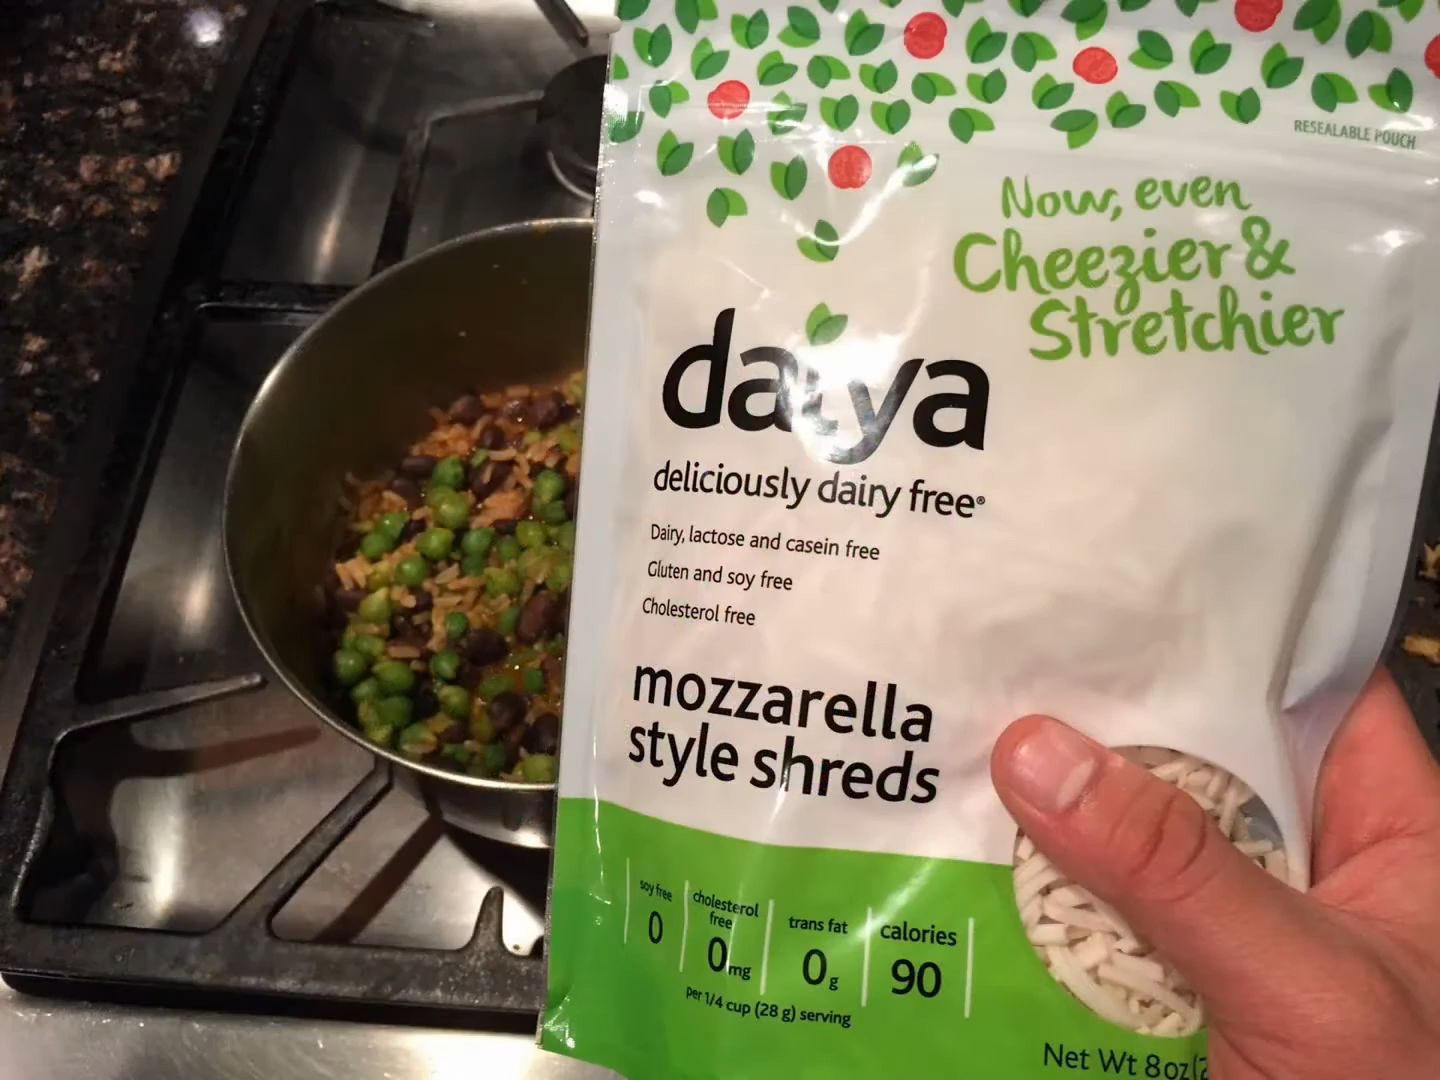 RESEALABLE POUCH
Now, even
Cheezier &
Stretchier
daiya
deliciously dairy free®
Dairy, lactose and casein free
Gluten and soy free
Cholesterol free
mozzarella
style shreds
soy free
0
cholesterol
free
0mg
trans fat
0g
calories
90
per 1/4 cup (28 g) serving
Net Wt 8oz